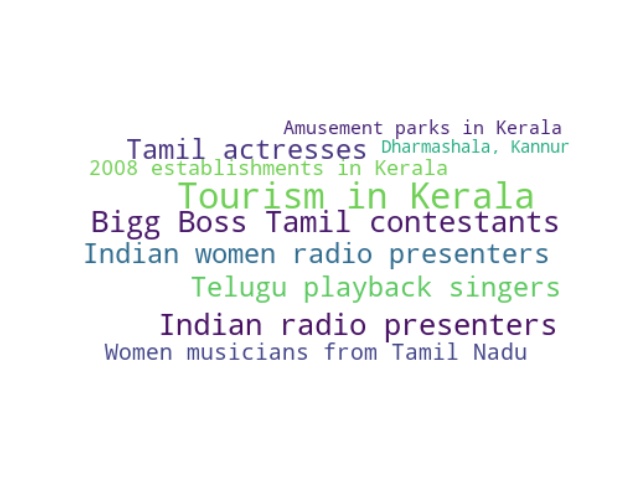 Amusement parks in Kerala
Tamil actresses
Dharmashala, Kannur
2008 establishments in Kerala
Tourism in Kerala
Bigg Boss Tamil contestants
Indian women radio presenters
Telugu playback singers
Indian radio presenters
Women musicians from Tamil Nadu